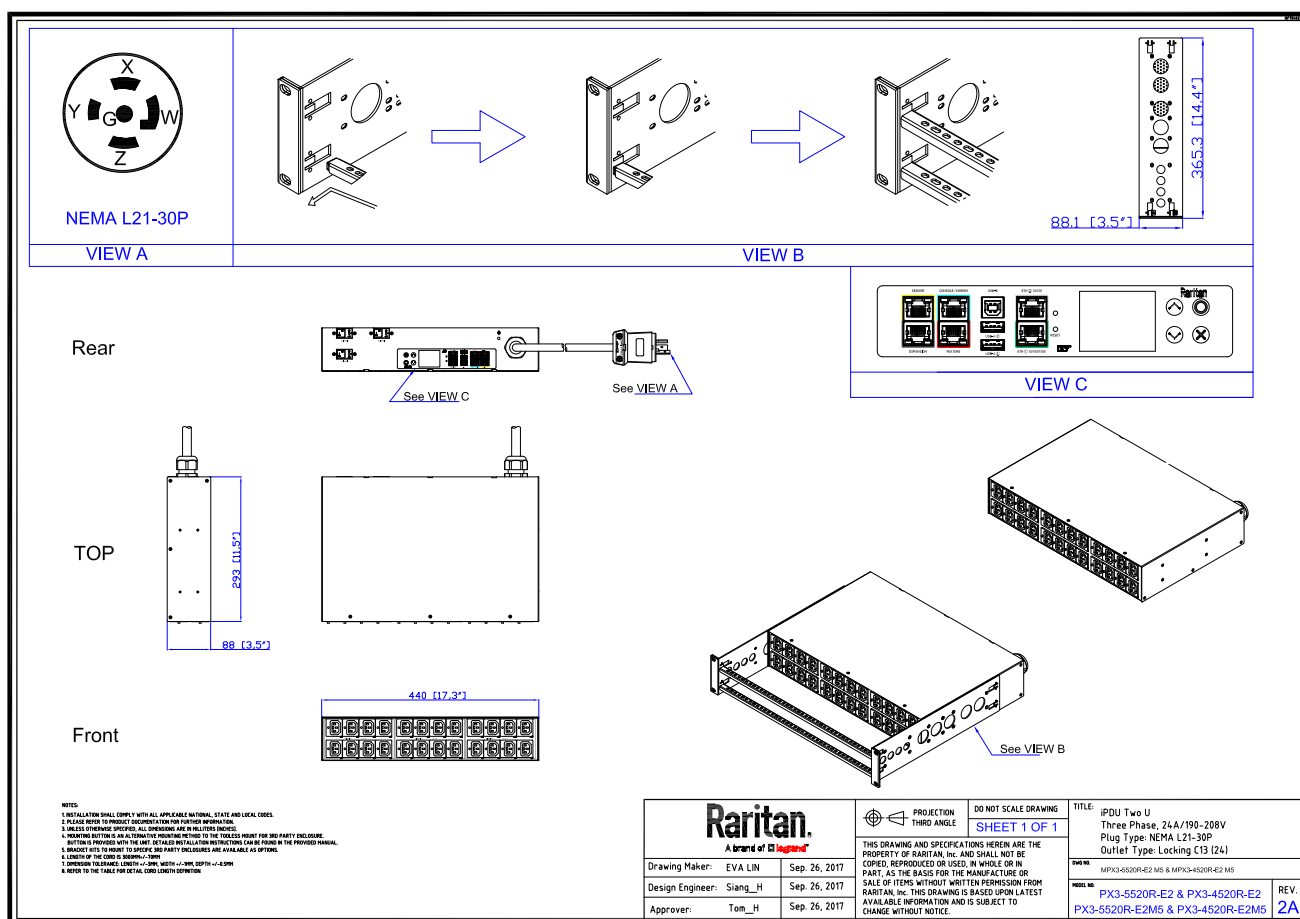 X
Y
G
W
Z
NEMA L21-30P
VIEW A
365.3 [14.4"]
88.1 [3.5"]
VIEW B
SENSOR
CONSOLE / MODEM
USB-B
Raritan
RESET
EXPANSION
FEATURE
VIEW C
Rear
See VIEW C
See VIEW A
TOP
293 [11.5"]
88 [3.5"]
Front
440 [17.3"]
See VIEW B
NOTES:
1. INSTALLATION SHALL COMPLY WITH ALL APPLICABLE NATIONAL, STATE AND LOCAL CODES.
2. PLEASE REFER TO PRODUCT DOCUMENTATION FOR FURTHER INFORMATION.
3. UNLESS OTHERWISE SPECIFIED, ALL DIMENSIONS ARE IN MILLITERS [INCHES].
4. MOUNTING BUTTON IS AN ALTERNATIVE MOUNTING METHOD TO THE TOOLLESS MOUNT FOR 3RD PARTY ENCLOSURE.
BUTTON IS PROVIDED WITH THE UNIT. DETAILED INSTALLATION INSTRUCTIONS CAN BE FOUND IN THE PROVIDED MANUAL.
5. BRACKET KITS TO MOUNT TO SPECIFIC 3RD PARTY ENCLOSURES ARE AVAILABLE AS OPTIONS.
6. LENGTH OF THE CORD IS 3000MM+/-70MM
7. DIMENSION TOLERANCE: LENGTH +/-3MM, WIDTH +/-1MM, DEPTH +/-0.5MM
8. REFER TO THE TABLE FOR DETAIL CORD LENGTH DEFINITION
Raritan.
A brand of legrand
Drawing Maker: EVA LIN Sep. 26, 2017
Design Engineer: Siang_H Sep. 26, 2017
Approver: Tom_H Sep. 26, 2017
PROJECTION
THIRD ANGLE
DO NOT SCALE DRAWING
SHEET 1 OF 1
THIS DRAWING AND SPECIFICATIONS HEREIN ARE THE
PROPERTY OF RARITAN, Inc. AND SHALL NOT BE
COPIED, REPRODUCED OR USED, IN WHOLE OR IN
PART, AS THE BASIS FOR THE MANUFACTURE OR
SALE OF ITEMS WITHOUT WRITTEN PERMISSION FROM
RARITAN, Inc. THIS DRAWING IS BASED UPON LATEST
AVAILABLE INFORMATION AND IS SUBJECT TO
CHANGE WITHOUT NOTICE.
TITLE: iPDU Two U
Three Phase, 24A/190-208V
Plug Type: NEMA L21-30P
Outlet Type: Locking C13 (24)
DWG NO.
MPX3-5520R-E2 M5 & MPX3-4520R-E2 M5
MODEL NO.
PX3-5520R-E2 & PX3-4520R-E2
PX3-5520R-E2M5 & PX3-4520R-E2M5
REV.
2A